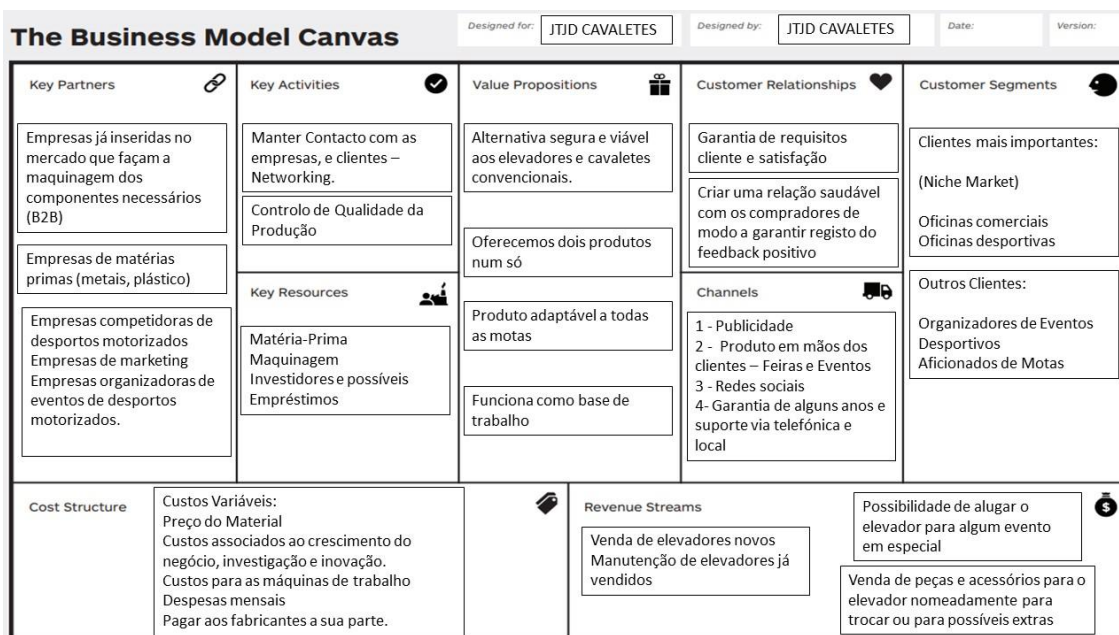 The Business Model Canvas
Designed for:
JTJD CAVALETES
Designed by:
JTJD CAVALETES
Date:
Version:
Key Partners
Empresas já inseridas no
mercado que façam a
maquinagem dos
componentes necessários
(B2B)
Empresas de matérias
primas (metais, plástico)
Empresas competidoras de
desportos motorizados
Empresas de marketing
Empresas organizadoras de
eventos de desportos
motorizados.
Key Activities
Manter Contacto com as
empresas, e clientes –
Networking.
Controlo de Qualidade da
Produção
Key Resources
Matéria-Prima
Maquinagem
Investidores e possíveis
Empréstimos
Value Propositions
Alternativa segura e viável
aos elevadores e cavaletes
convencionais.
Oferecemos dois produtos
num só
Produto adaptável a todas
as motas
Funciona como base de
trabalho
Customer Relationships
Garantia de requisitos
cliente e satisfação
Criar uma relação saudável
com os compradores de
modo a garantir registo do
feedback positivo
Channels
1 - Publicidade
2 - Produto em mãos dos
clientes – Feiras e Eventos
3 - Redes sociais
4- Garantia de alguns anos e
suporte via telefónica e
local
Customer Segments
Clientes mais importantes:
(Niche Market)
Oficinas comerciais
Oficinas desportivas
Outros Clientes:
Organizadores de Eventos
Desportivos
Aficionados de Motas
Cost Structure
Custos Variáveis:
Preço do Material
Custos associados ao crescimento do
negócio, investigação e inovação.
Custos para as máquinas de trabalho
Despesas mensais
Pagar aos fabricantes a sua parte.
Revenue Streams
Venda de elevadores novos
Manutenção de elevadores já
vendidos
Possibilidade de alugar o
elevador para algum evento
em especial
Venda de peças e acessórios para o
elevador nomeadamente para
trocar ou para possíveis extras